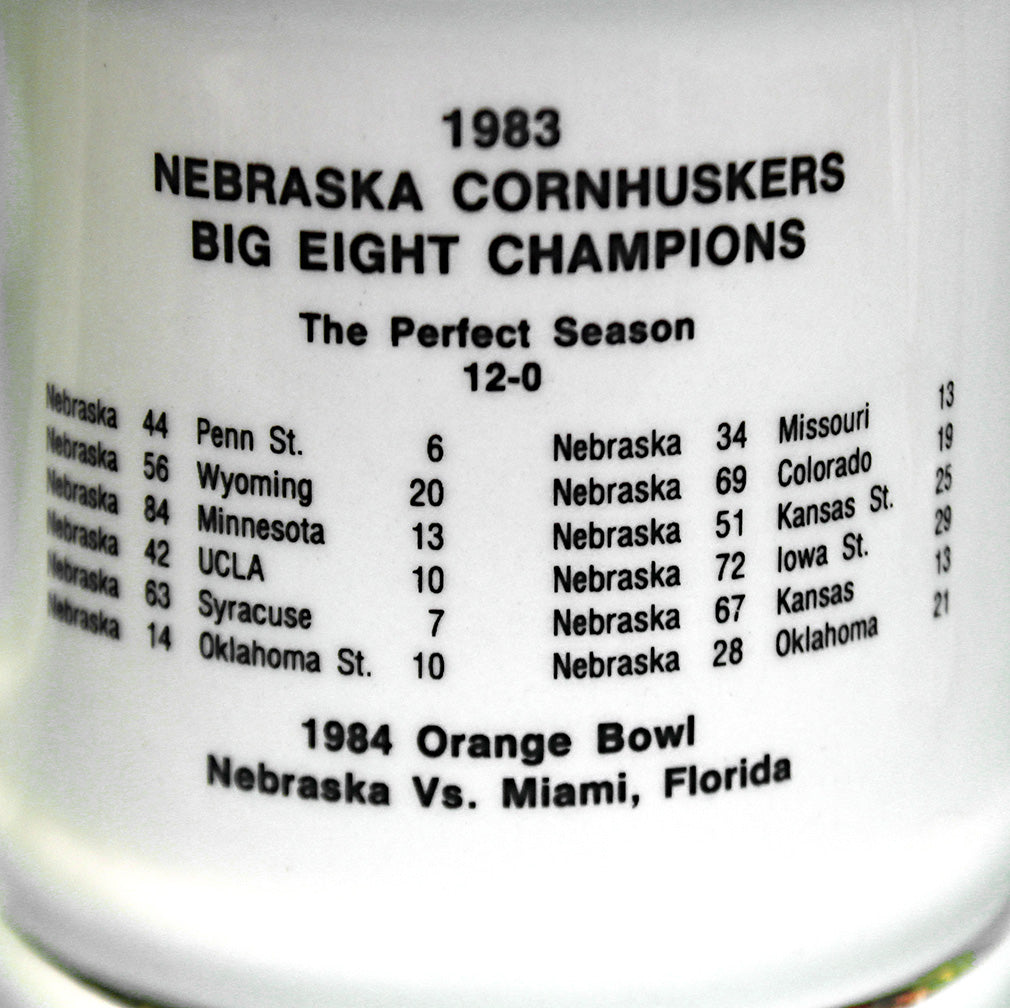 1983
NEBRASKA CORNHUSKERS
BIG EIGHT CHAMPIONS
The Perfect Season
12-0
Nebraska 44 Penn St. 6 Nebraska 34 Missouri 13
Nebraska 56 Wyoming 20 Nebraska 69 Colorado 19
Nebraska 84 Minnesota 13 Nebraska 51 Kansas St. 25
Nebraska 42 UCLA 10 Nebraska 72 Iowa St. 29
Nebraska 63 Syracuse 7 Nebraska 67 Kansas 13
Nebraska 14 Oklahoma St. 10 Nebraska 28 Oklahoma 21
1984 Orange Bowl
Nebraska Vs. Miami, Florida